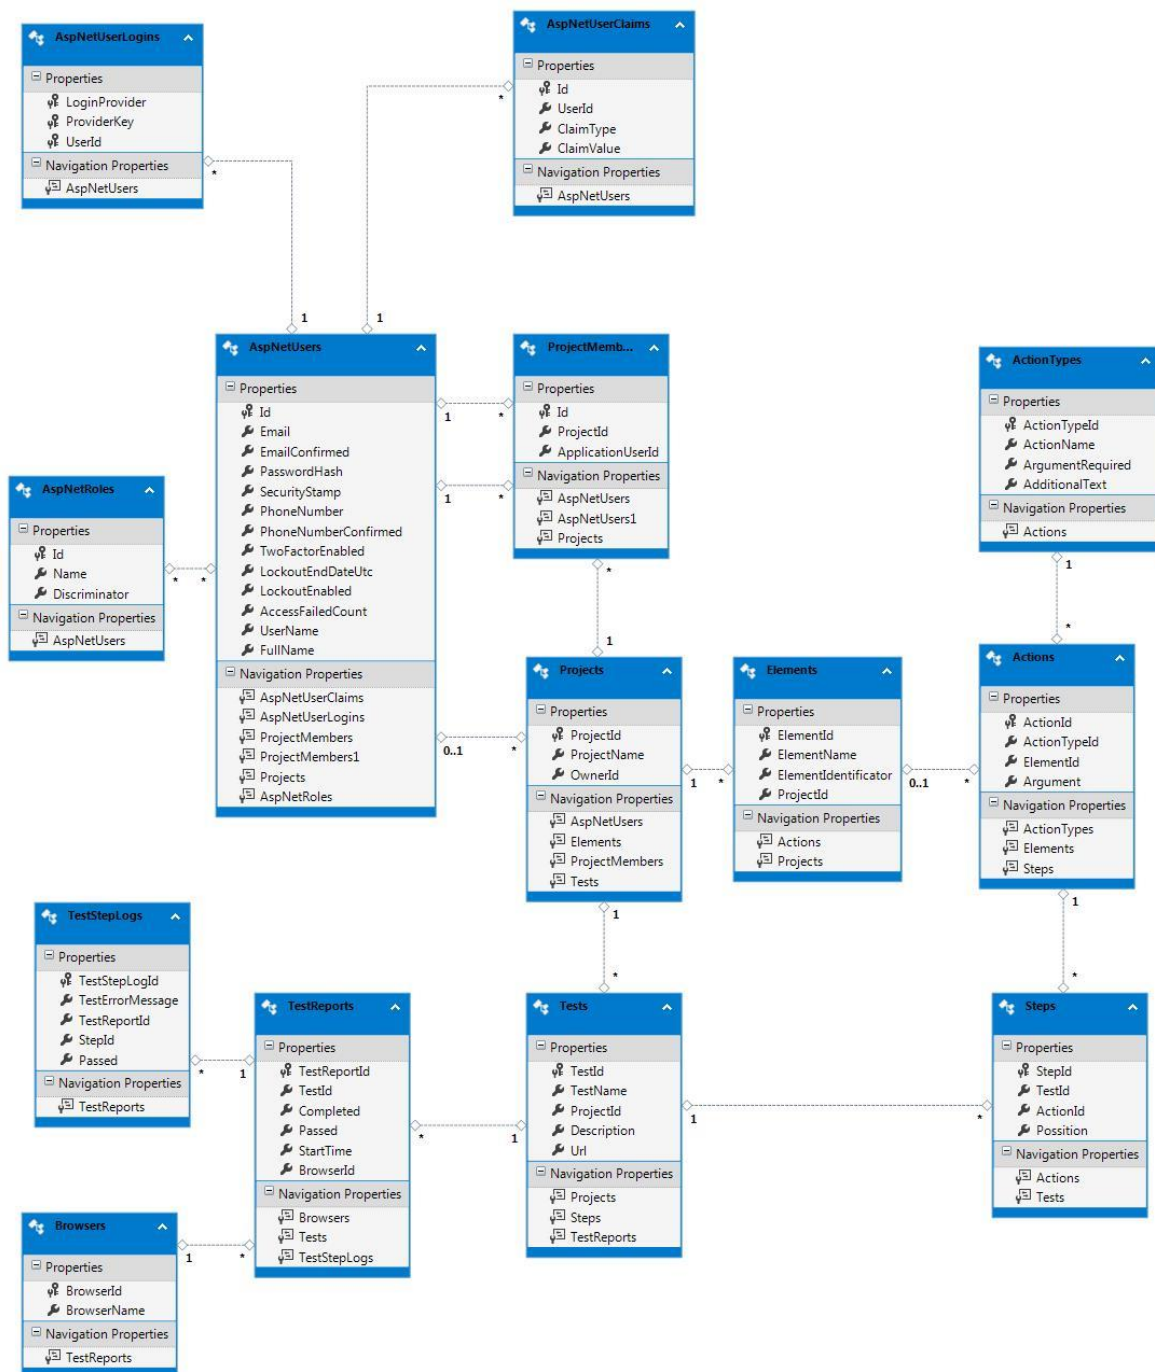 AspNetUserLogins
Properties
LoginProvider
ProviderKey
UserId
Navigation Properties
AspNetUsers
*
1
AspNetUserClaims
Properties
Id
UserId
ClaimType
ClaimValue
Navigation Properties
AspNetUsers
*
1
AspNetUsers
Properties
Id
Email
EmailConfirmed
PasswordHash
SecurityStamp
PhoneNumber
PhoneNumberConfirmed
TwoFactorEnabled
LockoutEndDateUtc
LockoutEnabled
AccessFailedCount
UserName
FullName
Navigation Properties
AspNetUserClaims
AspNetUserLogins
ProjectMembers
ProjectMembers1
Projects
AspNetRoles
1 *
1 *
0..1 *
ProjectMemb...
Properties
Id
ProjectId
ApplicationUserId
Navigation Properties
AspNetUsers
AspNetUsers1
Projects
*
1
ActionTypes
Properties
ActionTypeId
ActionName
ArgumentRequired
AdditionalText
Navigation Properties
Actions
1
*
AspNetRoles
Properties
Id
Name
Discriminator
Navigation Properties
AspNetUsers
* *
Projects
Properties
ProjectId
ProjectName
OwnerId
Navigation Properties
AspNetUsers
Elements
ProjectMembers
Tests
1 *
1
*
Elements
Properties
ElementId
ElementName
ElementIdentificator
ProjectId
Navigation Properties
Actions
Projects
0..1 *
Actions
Properties
ActionId
ActionTypeId
ElementId
Argument
Navigation Properties
ActionTypes
Elements
Steps
1
*
TestStepLogs
Properties
TestStepLogId
TestErrorMessage
TestReportId
StepId
Passed
Navigation Properties
TestReports
* 1
TestReports
Properties
TestReportId
TestId
Completed
Passed
StartTime
BrowserId
Navigation Properties
Browsers
Tests
TestStepLogs
* 1
Tests
Properties
TestId
TestName
ProjectId
Description
Url
Navigation Properties
Projects
Steps
TestReports
1 *
Steps
Properties
StepId
TestId
ActionId
Possition
Navigation Properties
Actions
Tests
Browsers
Properties
BrowserId
BrowserName
Navigation Properties
TestReports
1 *